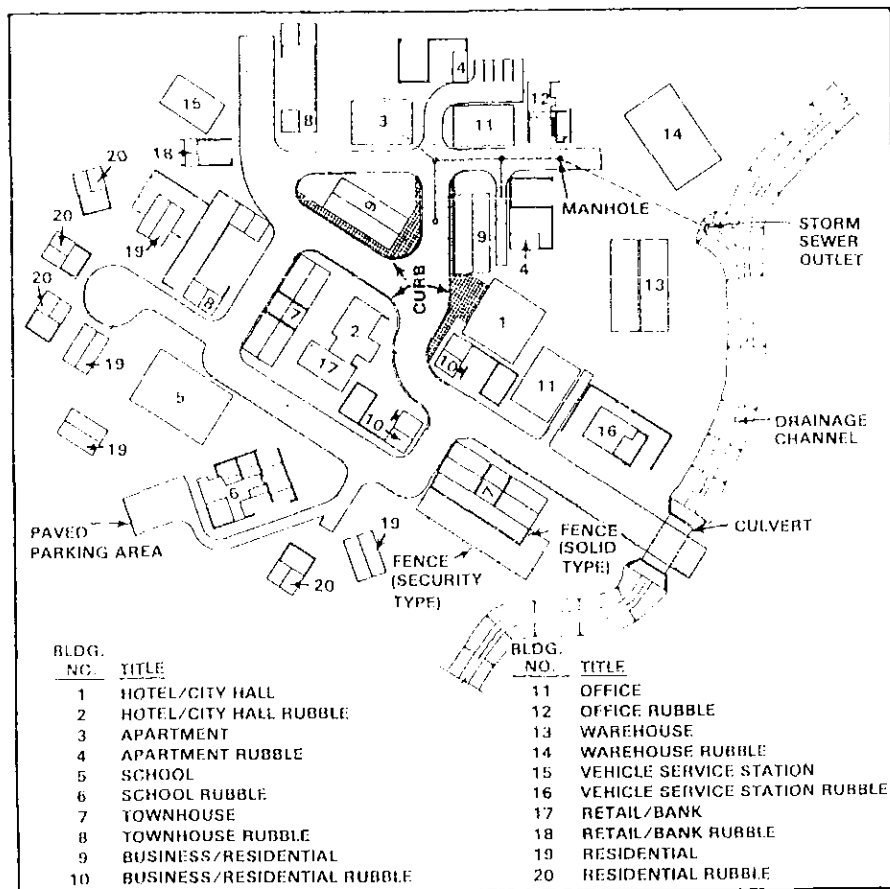 4
15
8
3
11
12
14
20
18
9
MANHOLE
STORM
SEWER
OUTLET
20
19
9
4
CURB
13
20
8
7
2
1
19
17
10
11
5
10
16
DRAINAGE
CHANNEL
19
6
7
PAVED
PARKING AREA
19
FENCE
(SOLID
TYPE)
CULVERT
20
FENCE
(SECURITY
TYPE)
BLDG.
NO. TITLE
1 HOTEL/CITY HALL
2 HOTEL/CITY HALL RUBBLE
3 APARTMENT
4 APARTMENT RUBBLE
5 SCHOOL
6 SCHOOL RUBBLE
7 TOWNHOUSE
8 TOWNHOUSE RUBBLE
9 BUSINESS/RESIDENTIAL
10 BUSINESS/RESIDENTIAL RUBBLE
BLDG.
NO. TITLE
11 OFFICE
12 OFFICE RUBBLE
13 WAREHOUSE
14 WAREHOUSE RUBBLE
15 VEHICLE SERVICE STATION
16 VEHICLE SERVICE STATION RUBBLE
17 RETAIL/BANK
18 RETAIL/BANK RUBBLE
19 RESIDENTIAL
20 RESIDENTIAL RUBBLE